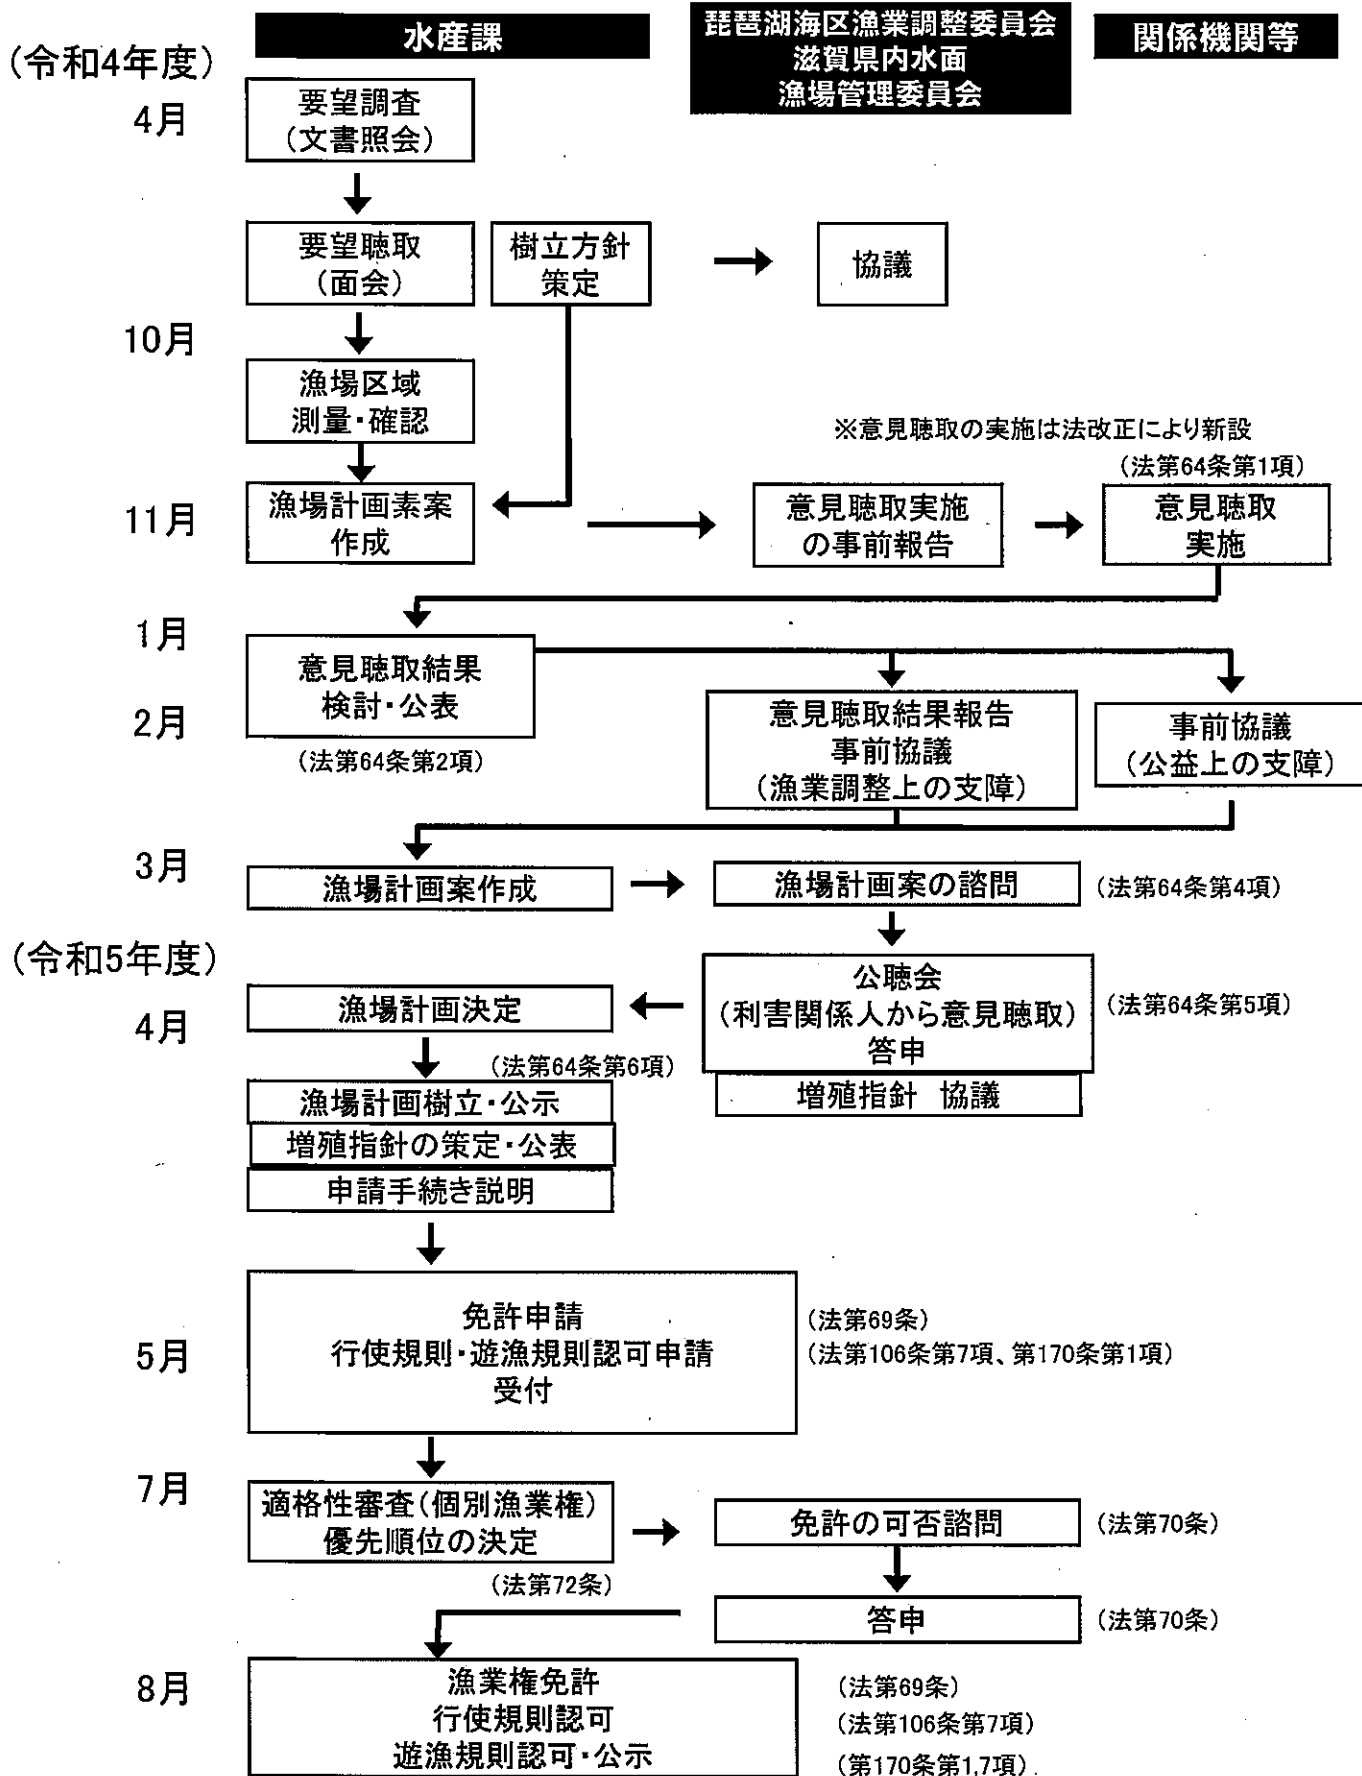 水産課
琵琶湖海区漁業調整委員会
滋賀県内水面
漁場管理委員会
関係機関等
(令和4年度)
4月
要望調査
(文書照会)
要望聴取
(面会)
樹立方針
策定
協議
10月
漁場区域
測量・確認
※意見聴取の実施は法改正により新設
(法第64条第1項)
11月
漁場計画素案
作成
意見聴取実施
の事前報告
意見聴取
実施
1月
意見聴取結果
検討・公表
2月
(法第64条第2項)
意見聴取結果報告
事前協議
(漁業調整上の支障)
事前協議
(公益上の支障)
3月
漁場計画案作成
漁場計画案の諮問
(法第64条第4項)
(令和5年度)
4月
漁場計画決定
公聴会
(利害関係人から意見聴取)
答申
(法第64条第5項)
(法第64条第6項)
増殖指針 協議
漁場計画樹立・公示
増殖指針の策定・公表
申請手続き説明
5月
免許申請
行使規則・遊漁規則認可申請
受付
(法第69条)
(法第106条第7項、第170条第1項)
7月
適格性審査(個別漁業権)
優先順位の決定
免許の可否諮問
(法第70条)
(法第72条)
答申
(法第70条)
8月
漁業権免許
行使規則認可
遊漁規則認可・公示
(法第69条)
(法第106条第7項)
(第170条第1,7項)